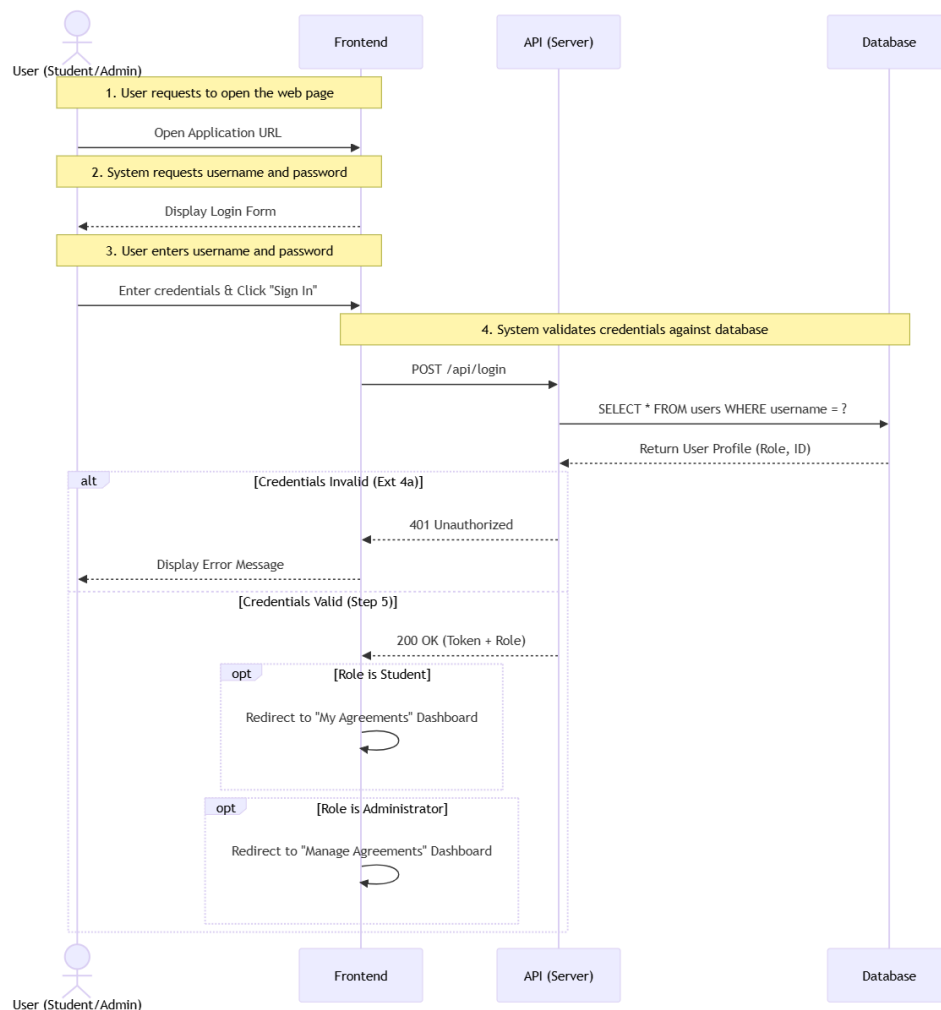 Frontend
API (Server)
Database
User (Student/Admin)
1. User requests to open the web page
Open Application URL
2. System requests username and password
Display Login Form
3. User enters username and password
Enter credentials & Click "Sign In"
4. System validates credentials against database
POST /api/login
SELECT * FROM users WHERE username = ?
Return User Profile (Role, ID)
alt
[Credentials Invalid (Ext 4a)]
401 Unauthorized
Display Error Message
[Credentials Valid (Step 5)]
200 OK (Token + Role)
opt
[Role is Student]
Redirect to "My Agreements" Dashboard
opt
[Role is Administrator]
Redirect to "Manage Agreements" Dashboard
Frontend
API (Server)
Database
User (Student/Admin)